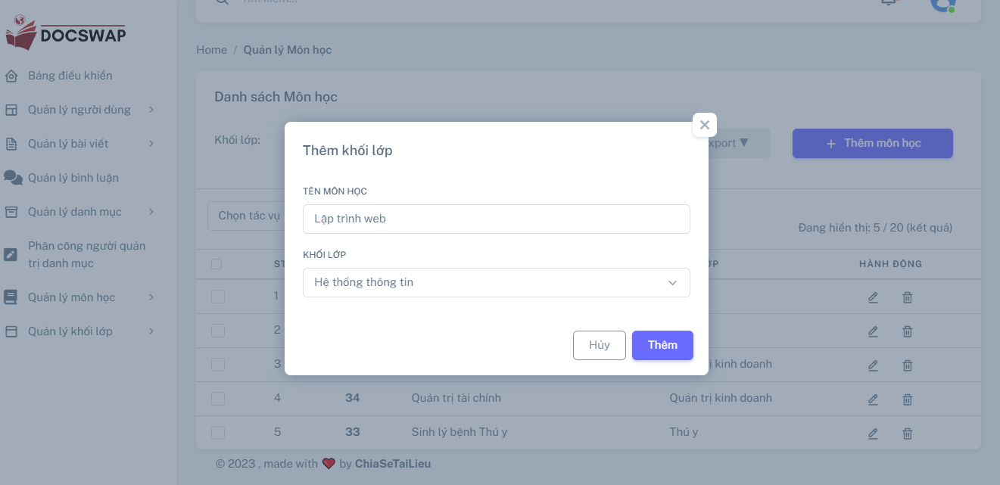 Tìm kiếm...
DOCSWAP
Home / Quản lý Môn học
Bảng điều khiển
Quản lý người dùng
Quản lý bài viết
Quản lý bình luận
Quản lý danh mục
Phân công người quản
trị danh mục
Quản lý môn học
Quản lý khối lớp
Danh sách Môn học
Khối lớp:
xport ▼
+ Thêm môn học
Chọn tác vụ
Đang hiển thị: 5 / 20 (kết quả)
ST
ỚP
HÀNH ĐỘNG
1
2
3
ị kinh doanh
4 34 Quản trị tài chính Quản trị kinh doanh
5 33 Sinh lý bệnh Thú y Thú y
Thêm khối lớp
TÊN MÔN HỌC
Lập trình web
KHỐI LỚP
Hệ thống thông tin
Hủy
Thêm
© 2023 , made with ❤️ by ChiaSeTaiLieu